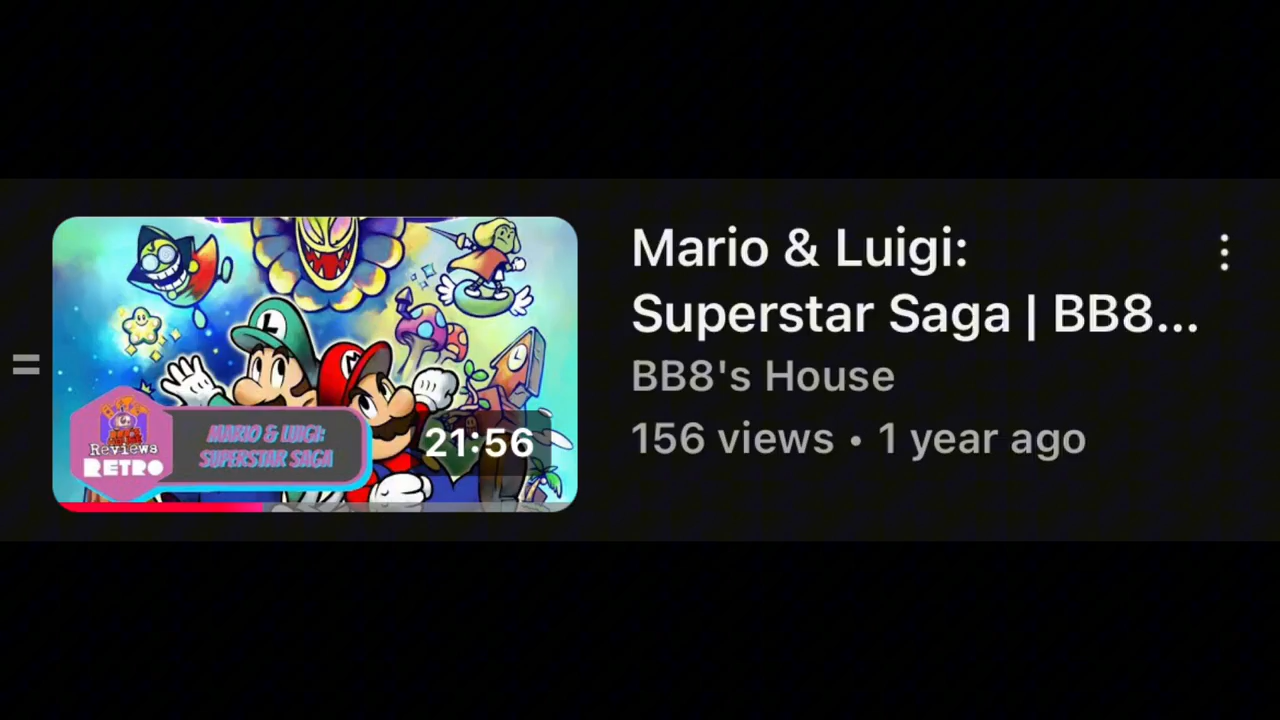 Mario & Luigi:
Superstar Saga | BB8...
BB8's House
156 views • 1 year ago
L
M
Reviews
RETRO
MARIO & LUIGI:
SUPERSTAR SAGA
21:56